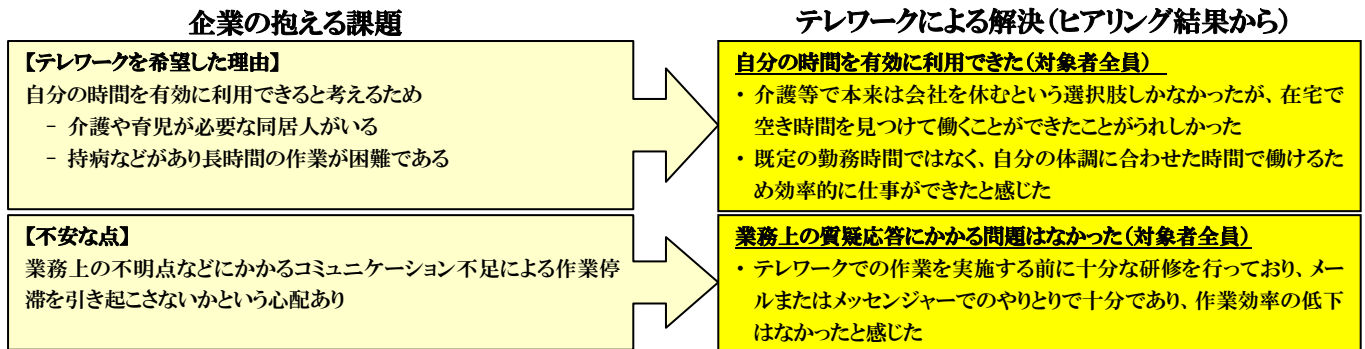 企業の抱える課題
テレワークによる解決(ヒアリング結果から)
【テレワークを希望した理由】
自分の時間を有効に利用できると考えるため
- 介護や育児が必要な同居人がいる
- 持病などがあり長時間の作業が困難である
自分の時間を有効に利用できた(対象者全員)
・ 介護等で本来は会社を休むという選択肢しかなかったが、在宅で
空き時間を見つけて働くことができたことがうれしかった
・ 既定の勤務時間ではなく、自分の体調に合わせた時間で働けるた
め効率的に仕事ができたと感じた
【不安な点】
業務上の不明点などにかかるコミュニケーション不足による作業停
滞を引き起こさないかという心配あり
業務上の質疑応答にかかる問題はなかった(対象者全員)
・ テレワークでの作業を実施する前に十分な研修を行っており、メー
ルまたはメッセンジャーでのやりとりで十分であり、作業効率の低下
はなかったと感じた